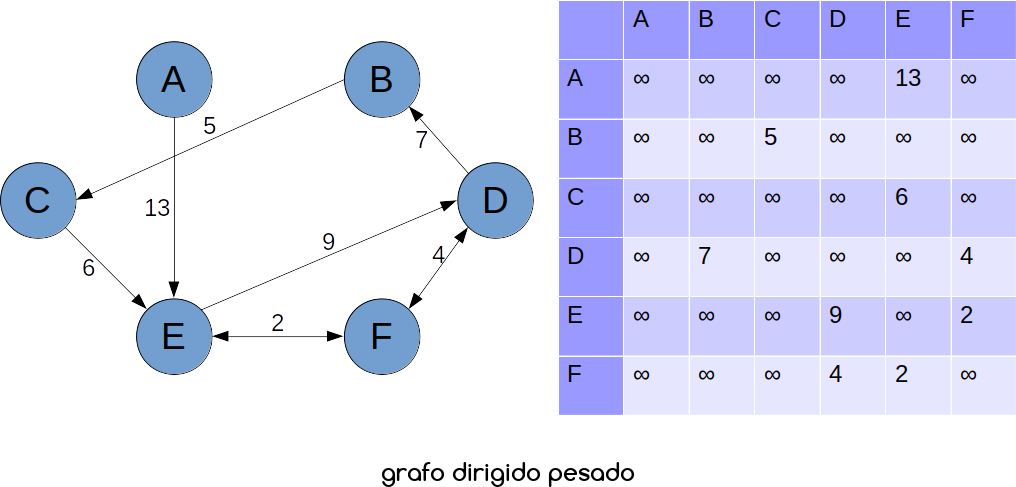 A
B
5
7
C
D
13
9
6
4
2
E
F
A B C D E F
A ∞ ∞ ∞ ∞ 13 ∞
B ∞ ∞ 5 ∞ ∞ ∞
C ∞ ∞ ∞ ∞ 6 ∞
D ∞ 7 ∞ ∞ ∞ 4
E ∞ ∞ ∞ 9 ∞ 2
F ∞ ∞ ∞ 4 2 ∞
grafo dirigido pesado